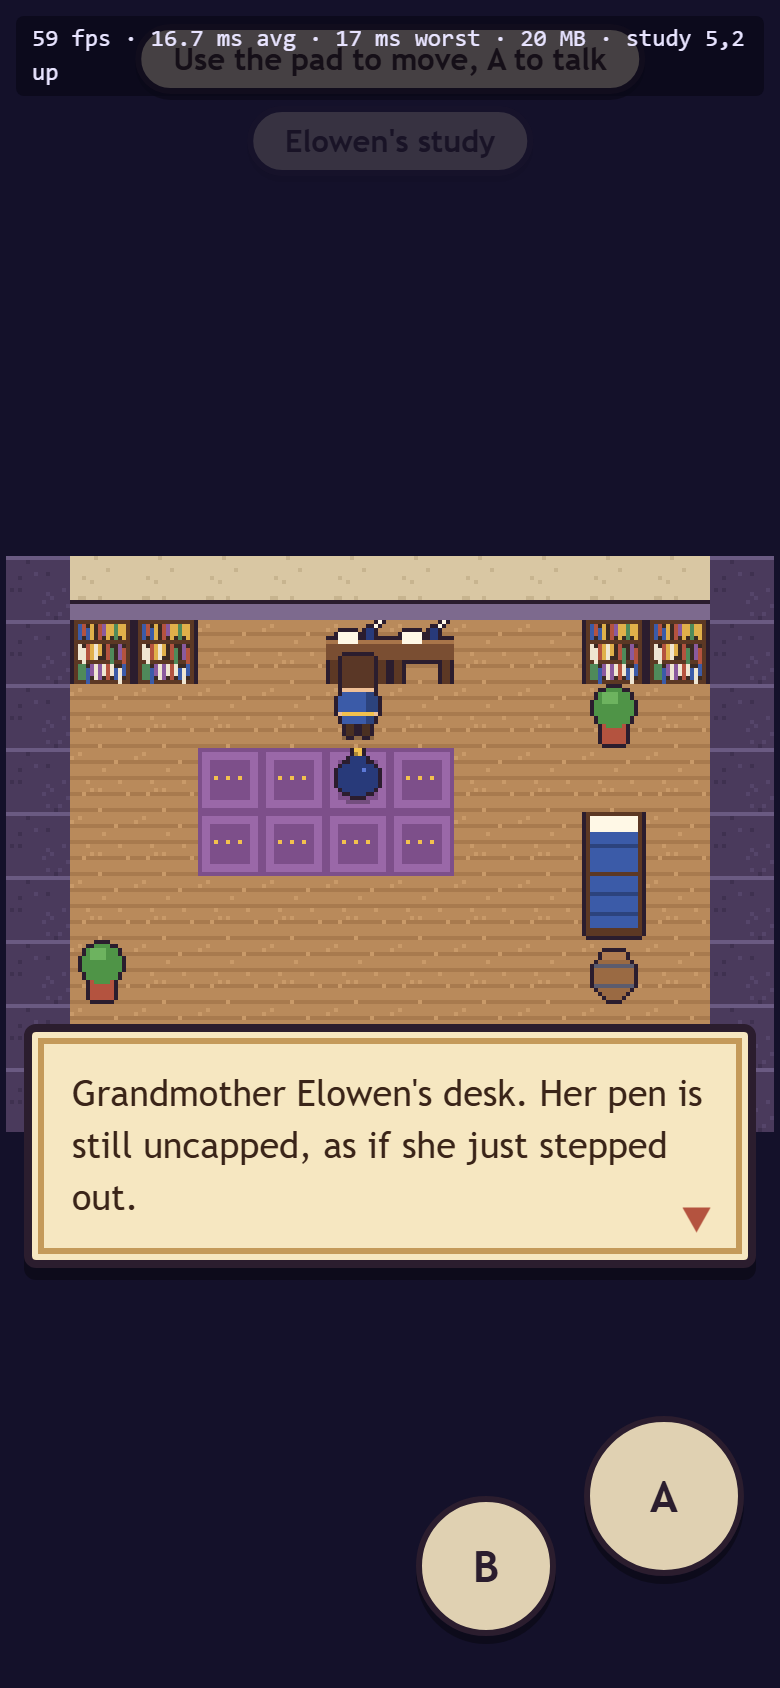 59 fps · 16.7 ms avg · 17 ms worst · 20 MB · study 5,2
up
Use the pad to move, A to talk
Elowen's study
Grandmother Elowen's desk. Her pen is
still uncapped, as if she just stepped
out.
A
B